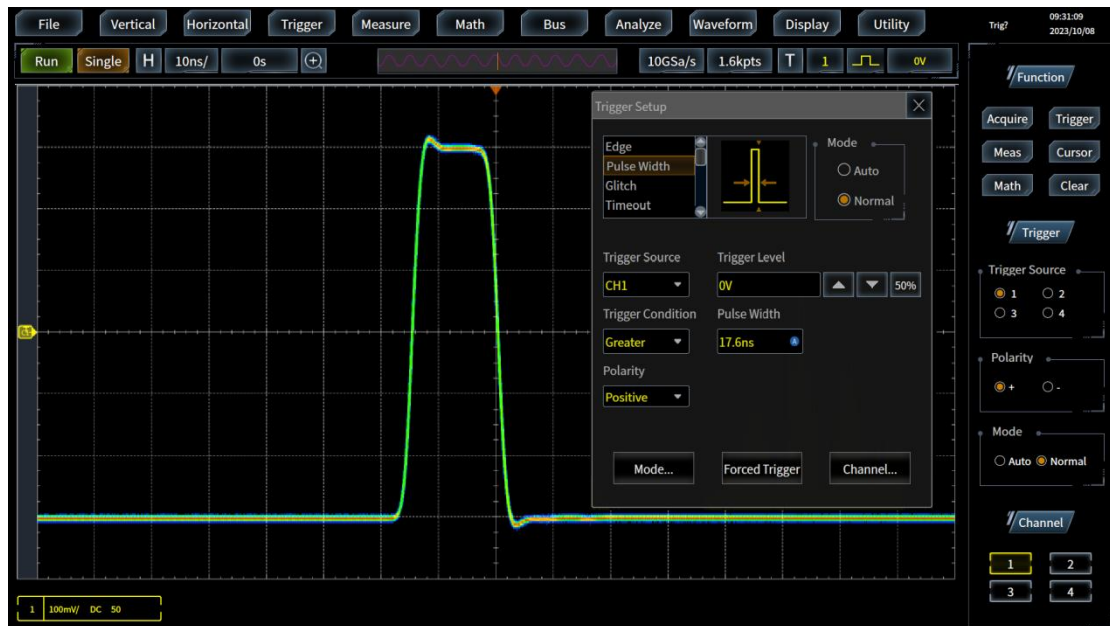 File Vertical Horizontal Trigger Measure Math Bus Analyze Waveform Display Utility Trig? 09:31:09
2023/10/08
Run Single H 10ns/ 0s 10GSa/s 1.6kpts T 1 0V
Function
Acquire Trigger
Meas Cursor
Math Clear
Trigger
Trigger Source
1 2
3 4
Polarity
+ -
Mode
Auto Normal
Channel
1 2
3 4
Trigger Setup
Edge
Pulse Width
Glitch
Timeout
Mode
Auto
Normal
Trigger Source Trigger Level
CH1 0V 50%
Trigger Condition Pulse Width
Greater 17.6ns A
Polarity
Positive
Mode... Forced Trigger Channel...
1 100mV/ DC 50